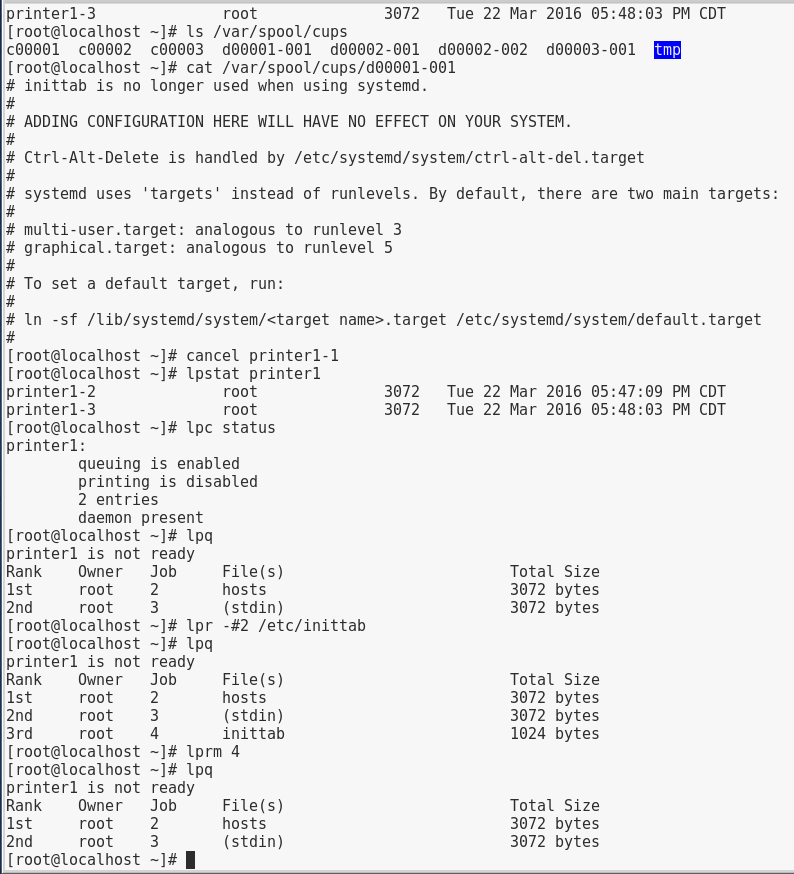 printer1-3              root              3072   Tue 22 Mar 2016 05:48:03 PM CDT
[root@localhost ~]# ls /var/spool/cups
c00001  c00002  c00003  d00001-001  d00002-001  d00002-002  d00003-001  tmp
[root@localhost ~]# cat /var/spool/cups/d00001-001
# inittab is no longer used when using systemd.
#
# ADDING CONFIGURATION HERE WILL HAVE NO EFFECT ON YOUR SYSTEM.
#
# Ctrl-Alt-Delete is handled by /etc/systemd/system/ctrl-alt-del.target
#
# systemd uses 'targets' instead of runlevels. By default, there are two main targets:
#
# multi-user.target: analogous to runlevel 3
# graphical.target: analogous to runlevel 5
#
# To set a default target, run:
#
# ln -sf /lib/systemd/system/<target name>.target /etc/systemd/system/default.target
#
[root@localhost ~]# cancel printer1-1
[root@localhost ~]# lpstat printer1
printer1-2              root              3072   Tue 22 Mar 2016 05:47:09 PM CDT
printer1-3              root              3072   Tue 22 Mar 2016 05:48:03 PM CDT
[root@localhost ~]# lpc status
printer1:
        queuing is enabled
        printing is disabled
        2 entries
        daemon present
[root@localhost ~]# lpq
printer1 is not ready
Rank    Owner   Job     File(s)                         Total Size
1st     root    2       hosts                           3072 bytes
2nd     root    3       (stdin)                         3072 bytes
[root@localhost ~]# lpr -#2 /etc/inittab
[root@localhost ~]# lpq
printer1 is not ready
Rank    Owner   Job     File(s)                         Total Size
1st     root    2       hosts                           3072 bytes
2nd     root    3       (stdin)                         3072 bytes
3rd     root    4       inittab                         1024 bytes
[root@localhost ~]# lprm 4
[root@localhost ~]# lpq
printer1 is not ready
Rank    Owner   Job     File(s)                         Total Size
1st     root    2       hosts                           3072 bytes
2nd     root    3       (stdin)                         3072 bytes
[root@localhost ~]#